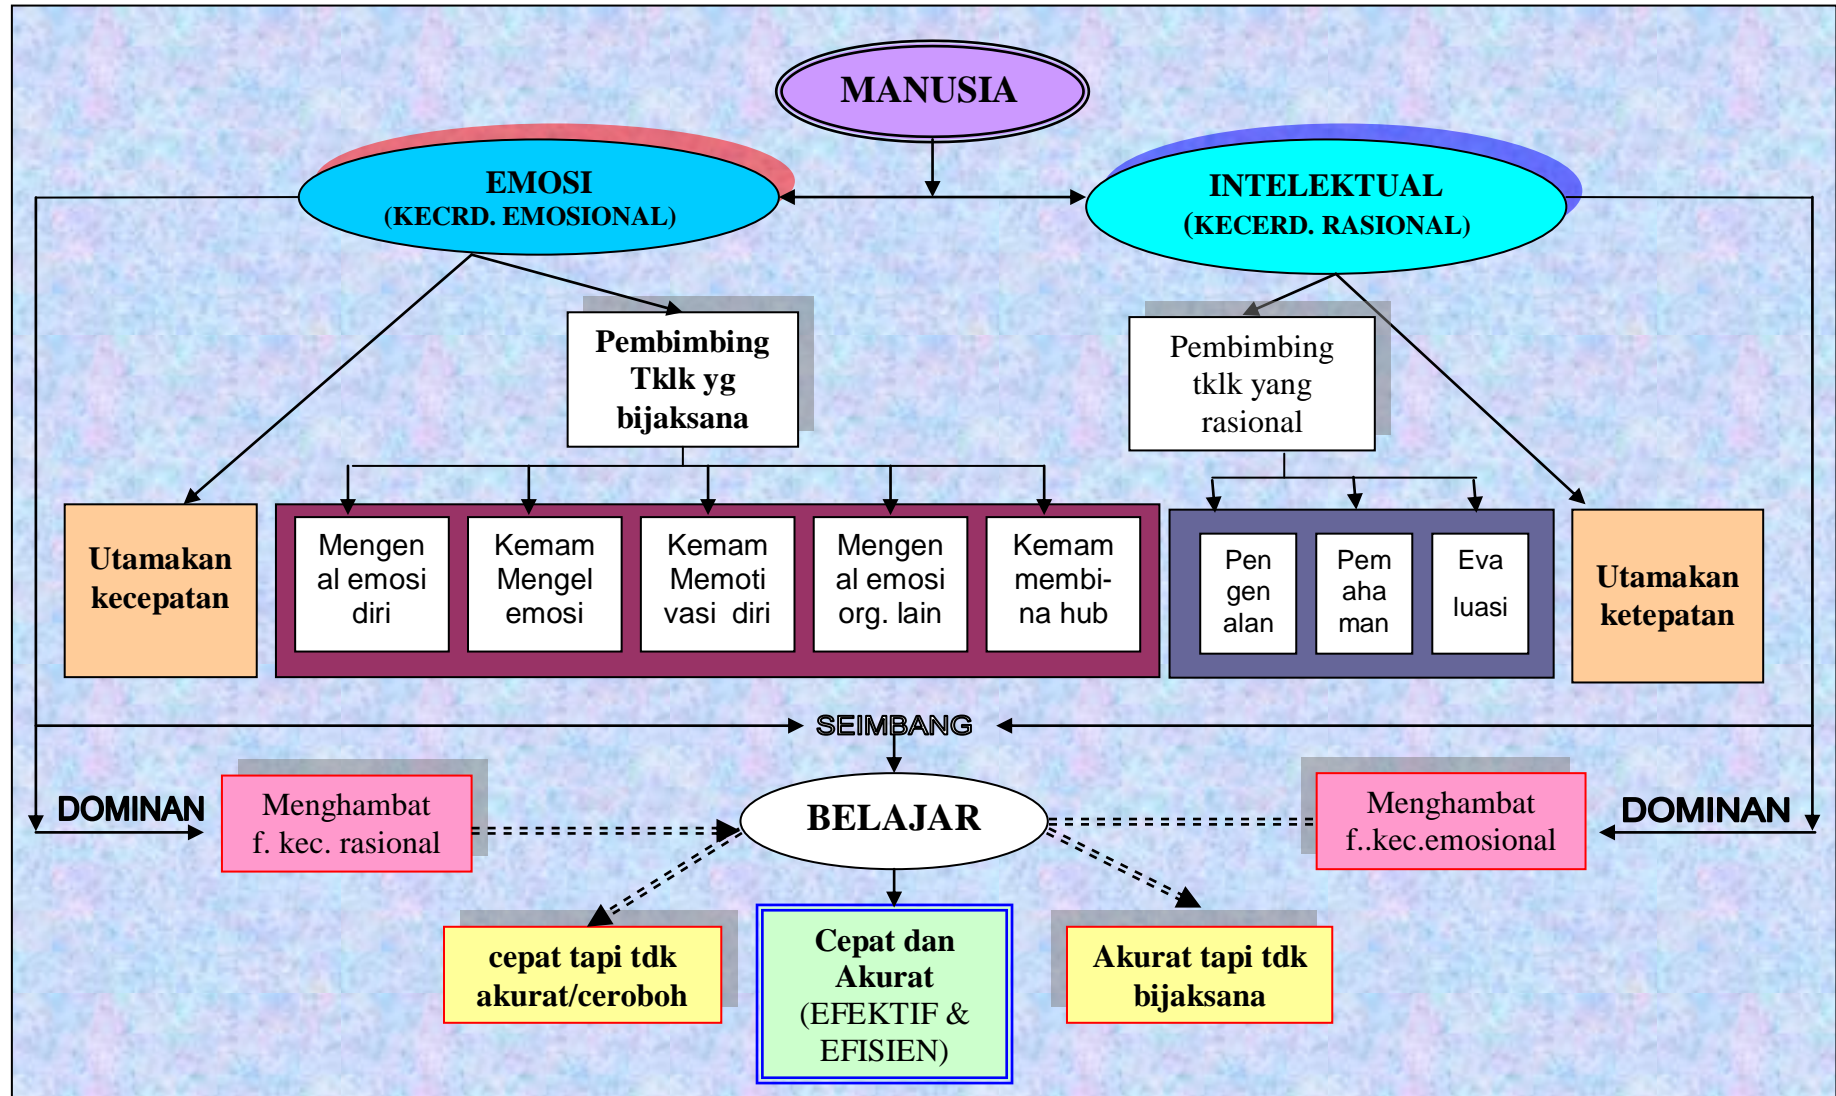 MANUSIA
EMOSI
(KECRD. EMOSIONAL)
INTELEKTUAL
(KECERD. RASIONAL)
Pembimbing
Tklk yg
bijaksana
Pembimbing
tklk yang
rasional
Utamakan
kecepatan
Mengen
al emosi
diri
Kemam
Mengel
emosi
Kemam
Memoti
vasi diri
Mengen
al emosi
org. lain
Kemam
membi-
na hub
Pen
gen
alan
Pem
aha
man
Eva
luasi
Utamakan
ketepatan
SEIMBANG
DOMINAN
Menghambat
f. kec. rasional
BELAJAR
Menghambat
f..kec.emosional
DOMINAN
cepat tapi tdk
akurat/ceroboh
Cepat dan
Akurat
(EFEKTIF &
EFISIEN)
Akurat tapi tdk
bijaksana